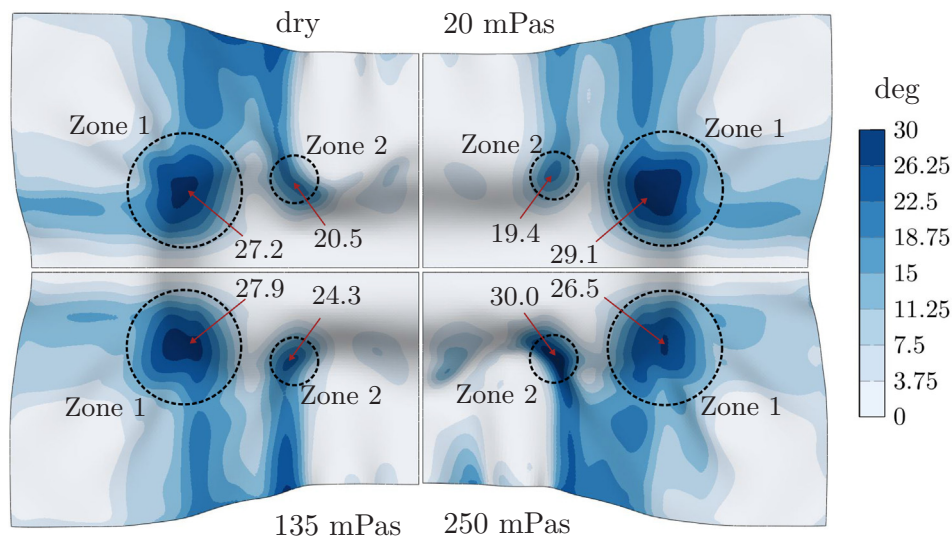 dry
20 mPas
Zone 1
Zone 2
Zone 2
Zone 1
27.2
20.5
19.4
29.1
27.9
24.3
30.0
26.5
Zone 1
Zone 2
Zone 2
Zone 1
135 mPas
250 mPas
deg
30
26.25
22.5
18.75
15
11.25
7.5
3.75
0